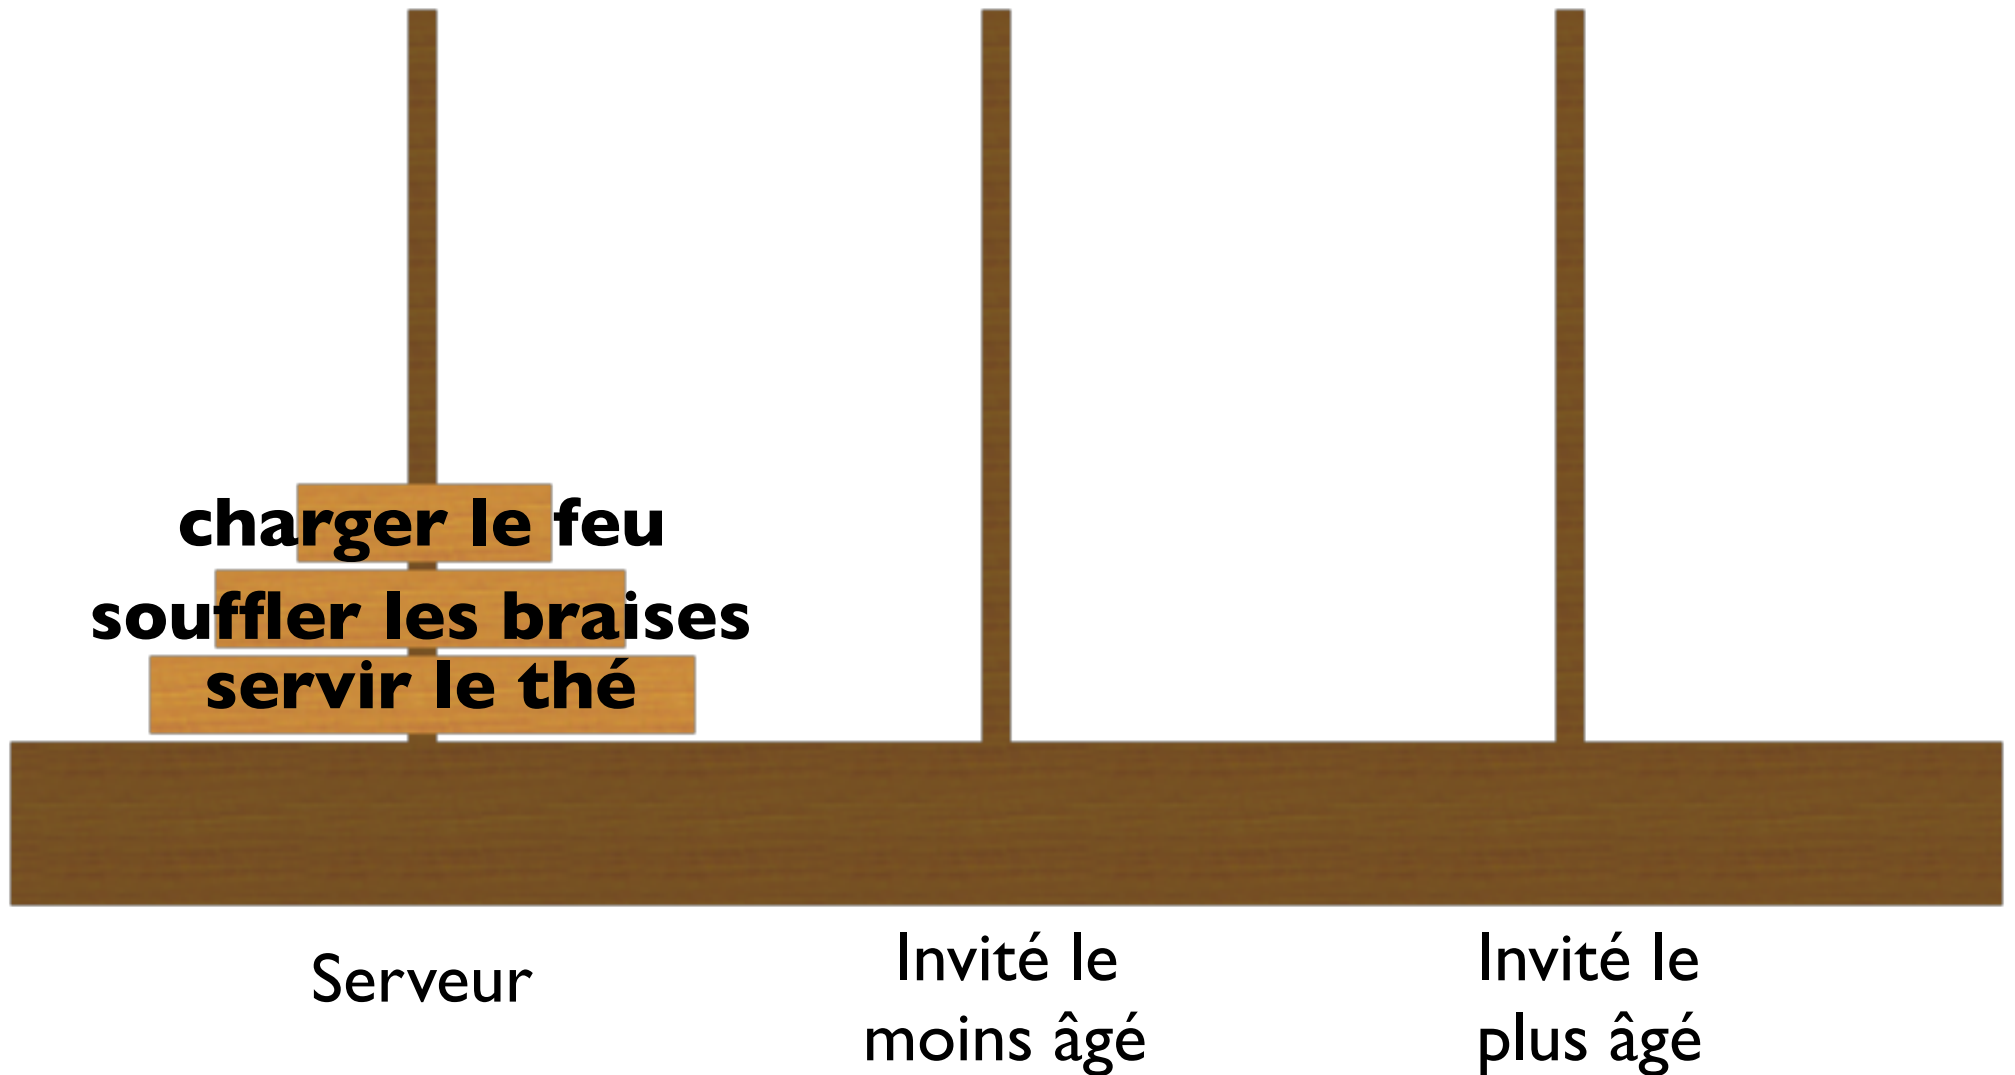 charger le feu
souffler les braises
servir le thé
Serveur
Invité le
moins âgé
Invité le
plus âgé